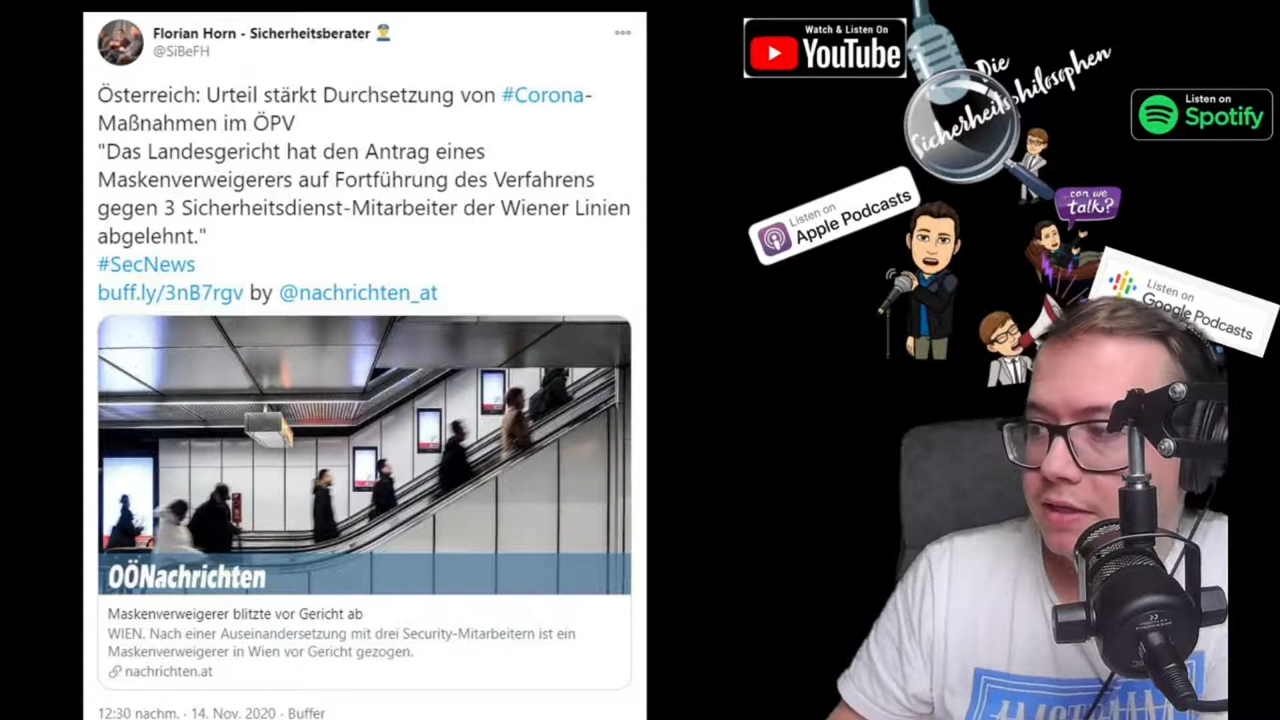 Florian Horn - Sicherheitsberater
@SiBeFH
Österreich: Urteil stärkt Durchsetzung von #Corona-
Maßnahmen im ÖPV
"Das Landesgericht hat den Antrag eines
Maskenverweigerers auf Fortführung des Verfahrens
gegen 3 Sicherheitsdienst-Mitarbeiter der Wiener Linien
abgelehnt."
#SecNews
buff.ly/3nB7rgv by @nachrichten_at
OÖNachrichten
Maskenverweigerer blitzte vor Gericht ab
WIEN. Nach einer Auseinandersetzung mit drei Security-Mitarbeitern ist ein
Maskenverweigerer in Wien vor Gericht gezogen.
nachrichten.at
12:30 nachm. · 14. Nov. 2020 · Buffer
Watch & Listen On
YouTube
Die
Sicherheitsphilosophen
Listen on
Spotify
Listen on
Apple Podcasts
...can we
talk?
Listen on
Google Podcasts